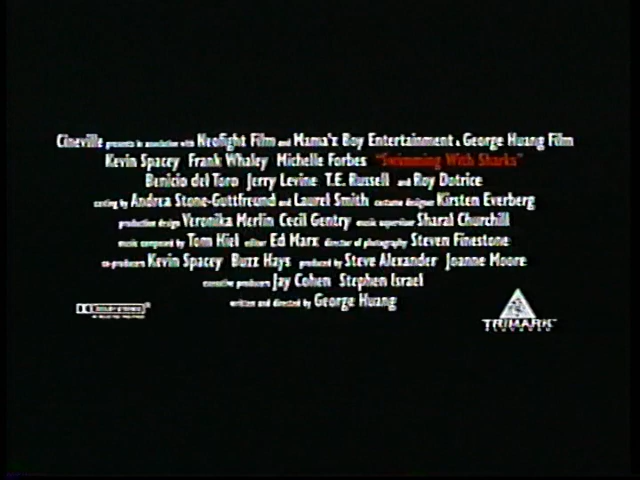 Cineville presents in association with Neofight Film and Mama'z Boy Entertainment a George Huang Film
Kevin Spacey Frank Whaley Michelle Forbes "Swimming With Sharks"
Benicio del Toro Jerry Levine T.E. Russell and Roy Dotrice
casting by Andrea Stone-Guttfreund and Laurel Smith costume designer Kirsten Everberg
production design Veronika Merlin Cecil Gentry music supervisor Sharal Churchill
music composed by Tom Hiel editor Ed Marx director of photography Steven Finestone
co-producers Kevin Spacey Buzz Hays produced by Steve Alexander Joanne Moore
executive producers Jay Cohen Stephen Israel
written and directed by George Huang
DOLBY STEREO
TRIMARK
PICTURES